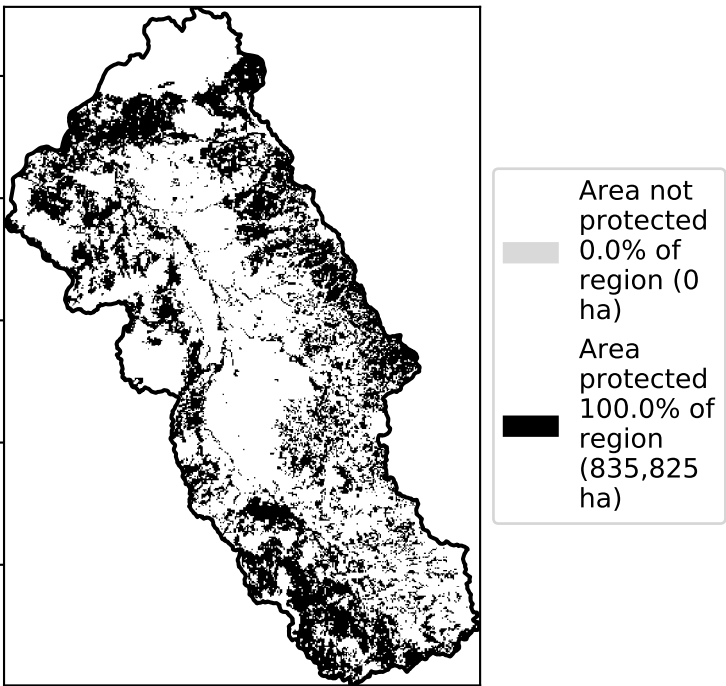 Area not
protected
0.0% of
region (0
ha)
Area
protected
100.0% of
region
(835,825
ha)